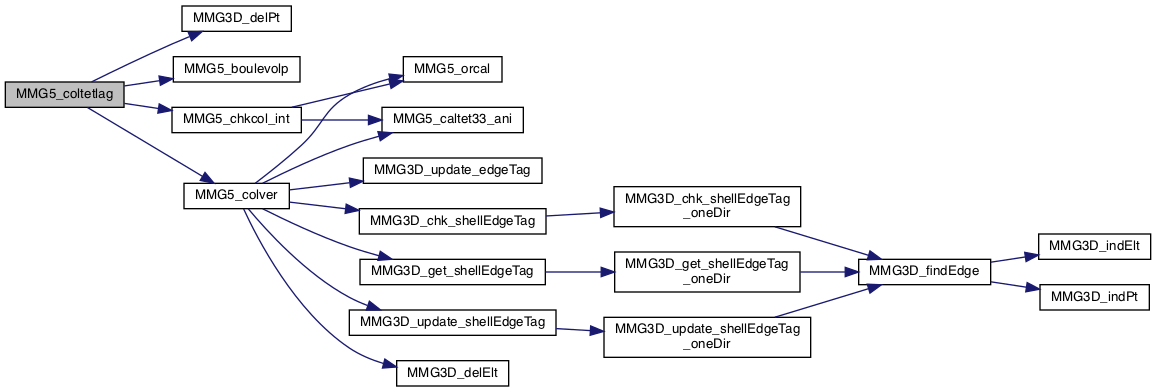 MMG3D_delPt
MMG5_boulevolp
MMG5_coltetlag
MMG5_chkcol_int
MMG5_colver
MMG5_orcal
MMG5_caltet33_ani
MMG3D_update_edgeTag
MMG3D_chk_shellEdgeTag
MMG3D_get_shellEdgeTag
MMG3D_update_shellEdgeTag
MMG3D_delElt
MMG3D_chk_shellEdgeTag
_oneDir
MMG3D_get_shellEdgeTag
_oneDir
MMG3D_update_shellEdgeTag
_oneDir
MMG3D_findEdge
MMG3D_indElt
MMG3D_indPt